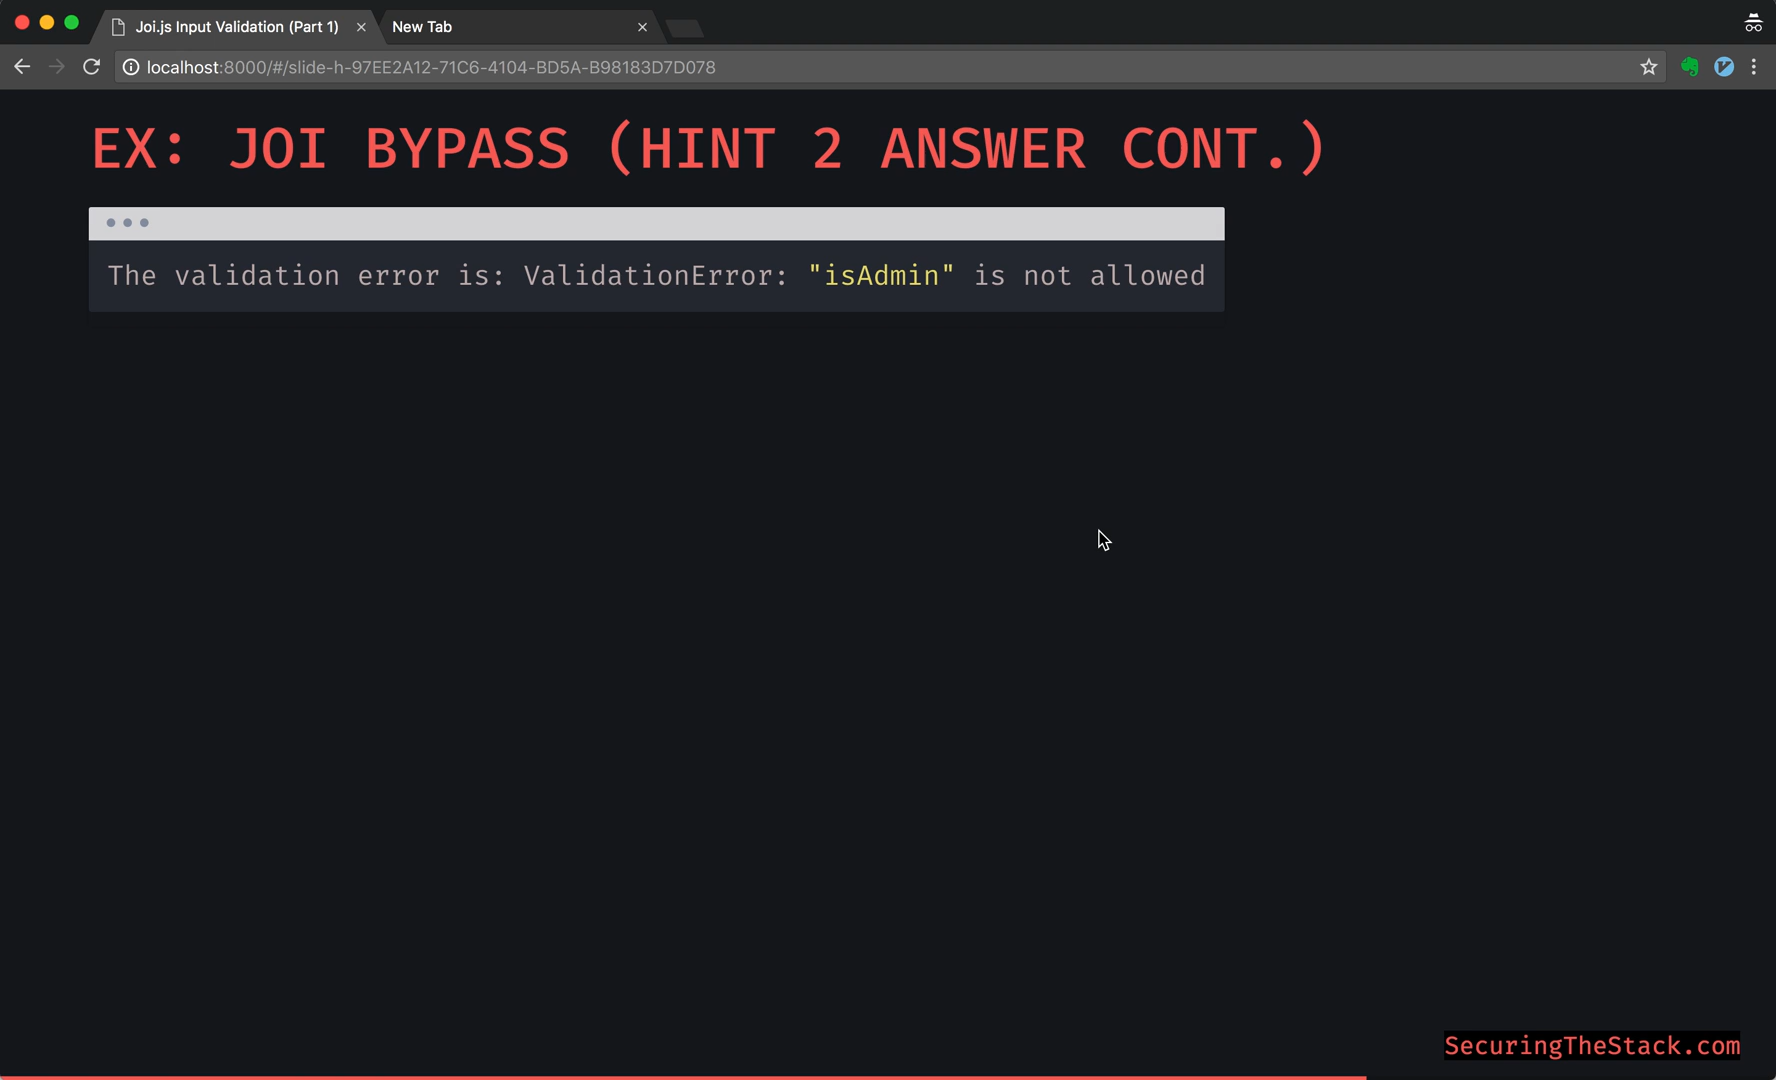 Joi.js Input Validation (Part 1)
New Tab
localhost:8000/#/slide-h-97EE2A12-71C6-4104-BD5A-B98183D7D078
EX: JOI BYPASS (HINT 2 ANSWER CONT.)
The validation error is: ValidationError: "isAdmin" is not allowed
SecuringTheStack.com